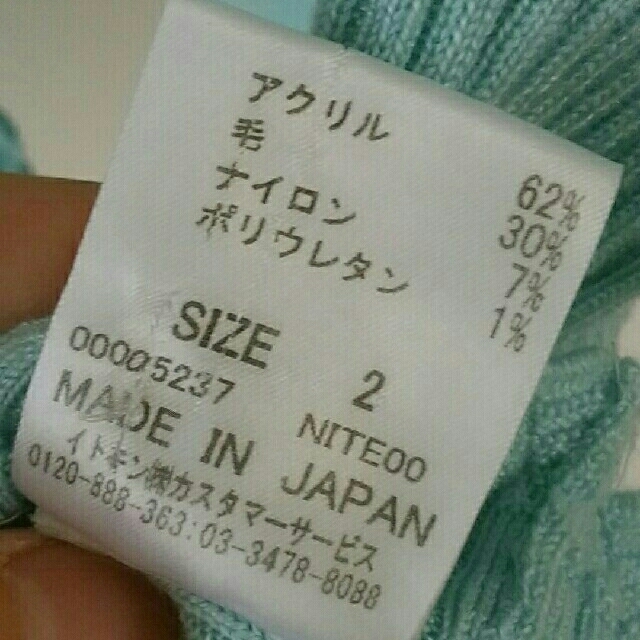 アクリル 62%
毛 30%
ナイロン 7%
ポリウレタン 1%
SIZE 2
00005237 NITE00
MADE IN JAPAN
イトキン㈱カスタマーサービス
0120-888-363:03-3478-8088